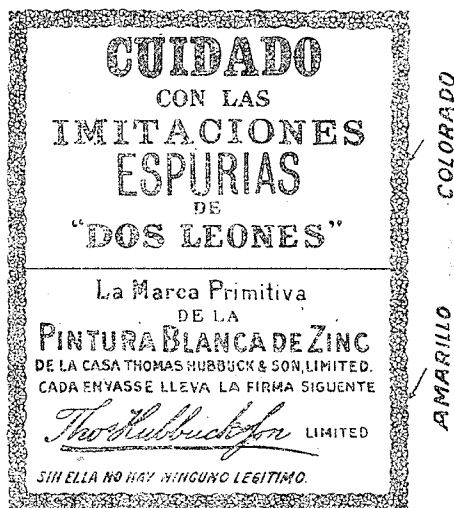 CUIDADO
CON LAS
IMITACIONES
ESPURIAS
DE
"DOS LEONES"
La Marca Primitiva
DE LA
PINTURA BLANCA DE ZINC
DE LA CASA THOMAS HUBBUCK & SON, LIMITED.
CADA ENVASSE LLEVA LA FIRMA SIGUENTE
Thos Hubbuck & Son LIMITED
SIN ELLA NO HAY NINGUNO LEGITIMO.
COLORADO
AMARILLO